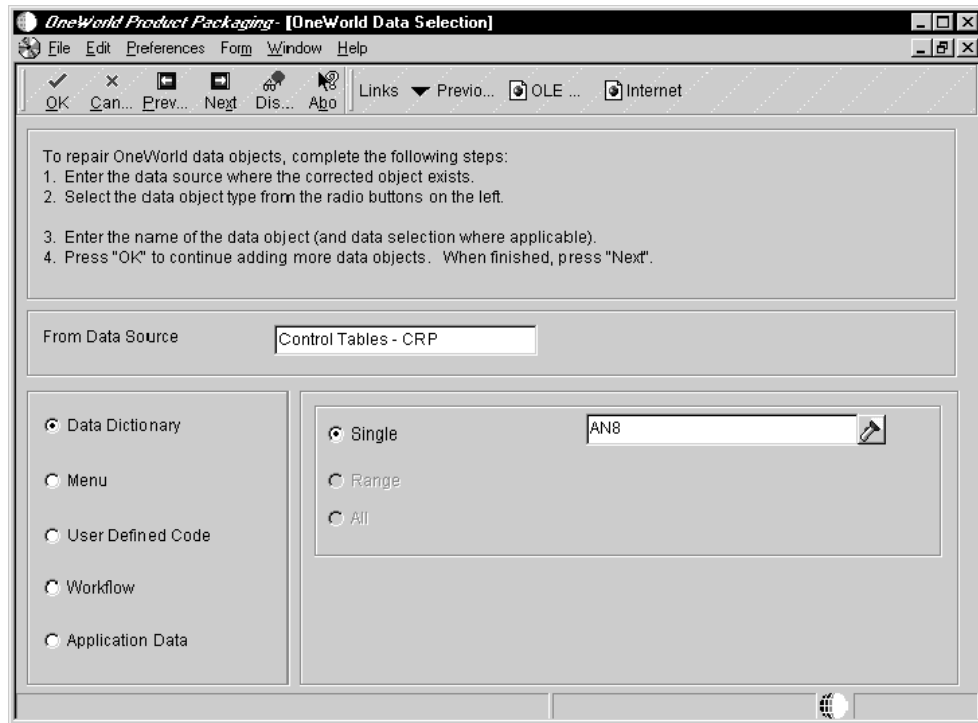 OneWorld Product Packaging - [OneWorld Data Selection]
File Edit Preferences Form Window Help
OK Can... Prev... Next Dis... Abo Links Previo... OLE ... Internet
To repair OneWorld data objects, complete the following steps:
1. Enter the data source where the corrected object exists.
2. Select the data object type from the radio buttons on the left.
3. Enter the name of the data object (and data selection where applicable).
4. Press "OK" to continue adding more data objects. When finished, press "Next".
From Data Source Control Tables - CRP
Data Dictionary
Single AN8
Menu
Range
All
User Defined Code
Workflow
Application Data